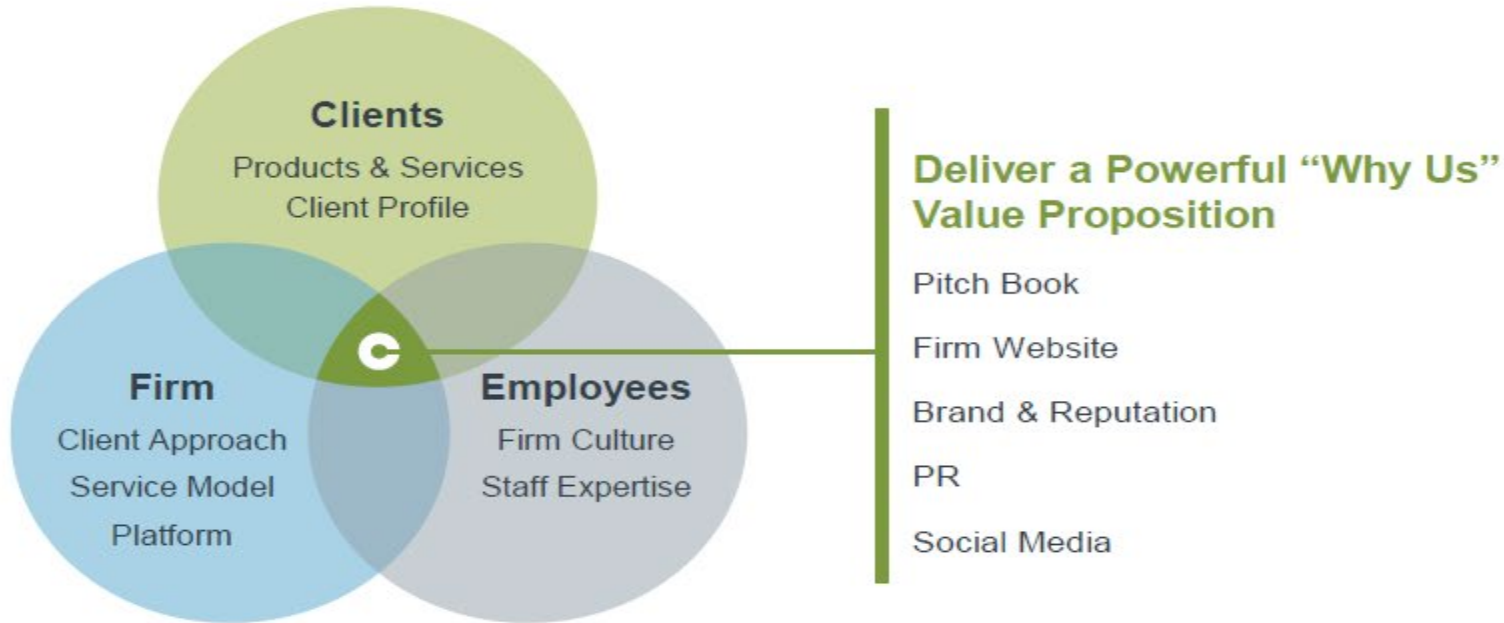 Clients
Products & Services
Client Profile
Firm
Client Approach
Service Model
Platform
Employees
Firm Culture
Staff Expertise
C
Deliver a Powerful “Why Us”
Value Proposition
Pitch Book
Firm Website
Brand & Reputation
PR
Social Media